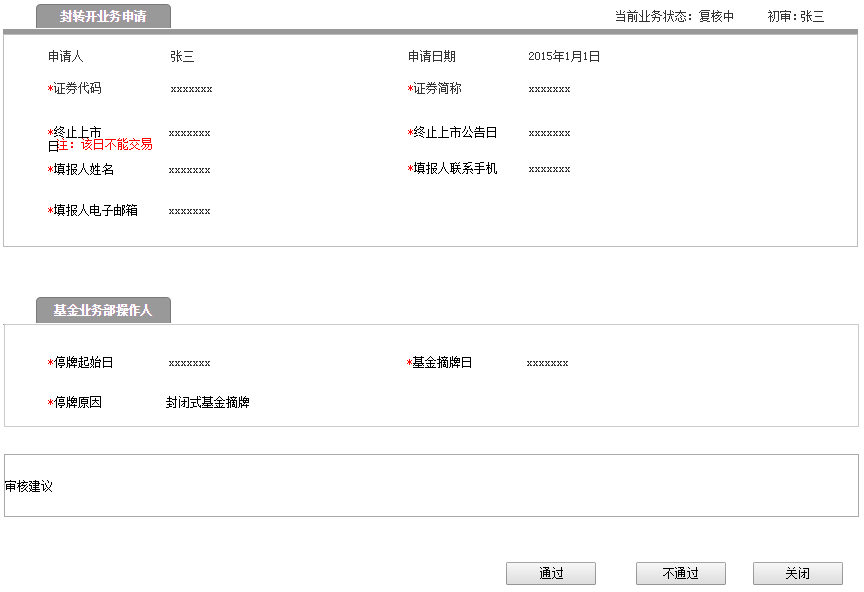 封转开业务申请 当前业务状态：复核中 初审：张三
申请人 张三 申请日期 2015年1月1日
*证券代码 xxxxxxx *证券简称 xxxxxxx
*终止上市 xxxxxxx *终止上市公告日 xxxxxxx
日注：该日不能交易
*填报人姓名 xxxxxxx *填报人联系手机 xxxxxxx
*填报人电子邮箱 xxxxxxx
基金业务部操作人
*停牌起始日 xxxxxxx *基金摘牌日 xxxxxxx
*停牌原因 封闭式基金摘牌
审核建议
通过 不通过 关闭